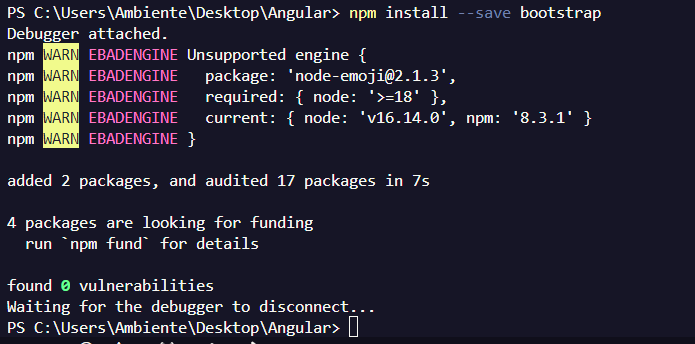 PS C:\Users\Ambiente\Desktop\Angular> npm install --save bootstrap
Debugger attached.
npm WARN EBADENGINE Unsupported engine {
npm WARN EBADENGINE   package: 'node-emoji@2.1.3',
npm WARN EBADENGINE   required: { node: '>=18' },
npm WARN EBADENGINE   current: { node: 'v16.14.0', npm: '8.3.1' }
npm WARN EBADENGINE }
added 2 packages, and audited 17 packages in 7s
4 packages are looking for funding
  run `npm fund` for details
found 0 vulnerabilities
Waiting for the debugger to disconnect...
PS C:\Users\Ambiente\Desktop\Angular>